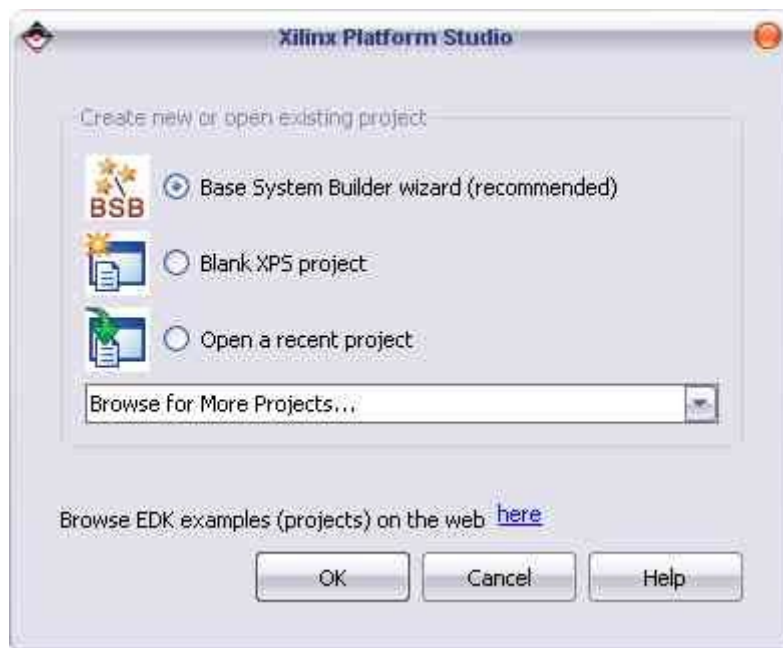 Xilinx Platform Studio
Create new or open existing project
BSB
Base System Builder wizard (recommended)
Blank XPS project
Open a recent project
Browse for More Projects...
Browse EDK examples (projects) on the web here
OK Cancel Help